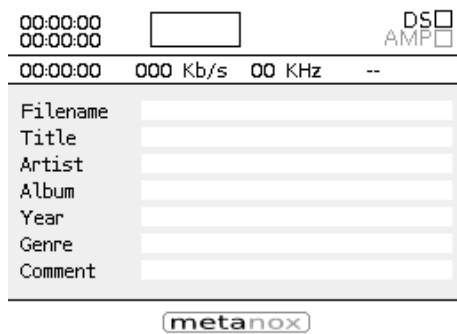 00:00:00 DS
00:00:00 AMP
00:00:00 000 Kb/s 00 KHz --
Filename
Title
Artist
Album
Year
Genre
Comment
metanox